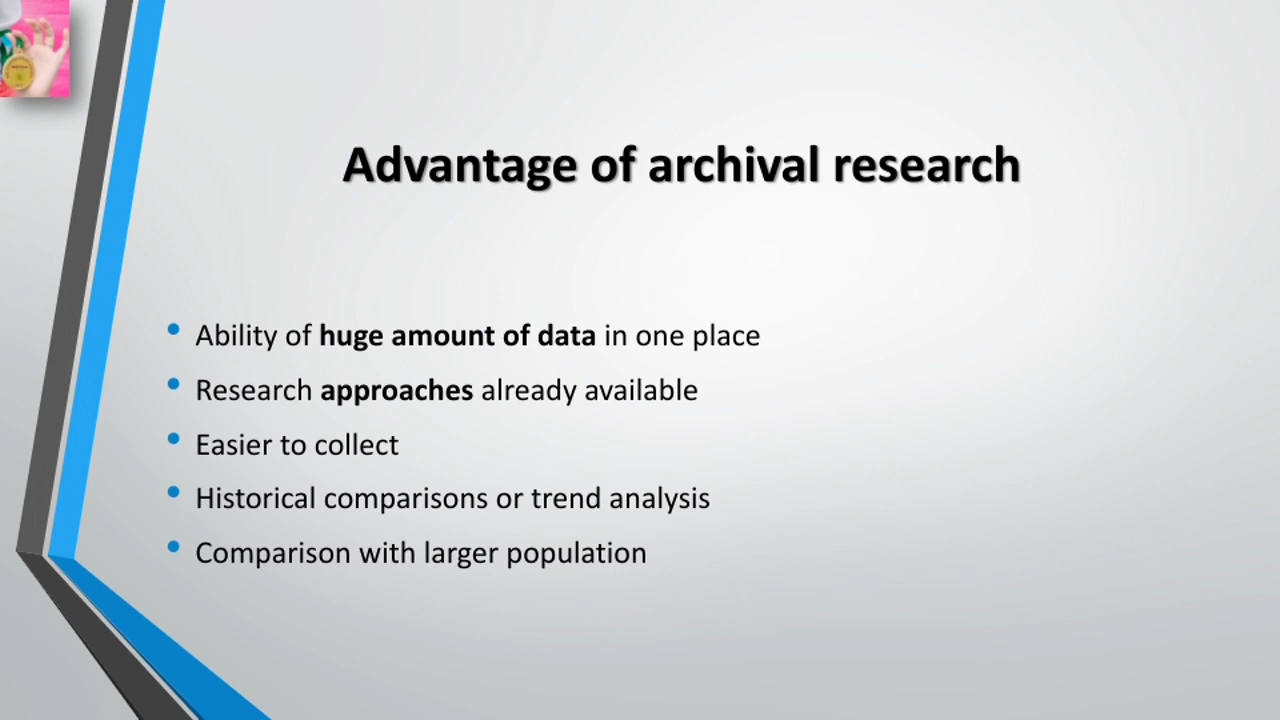 Advantage of archival research
Ability of huge amount of data in one place
Research approaches already available
Easier to collect
Historical comparisons or trend analysis
Comparison with larger population